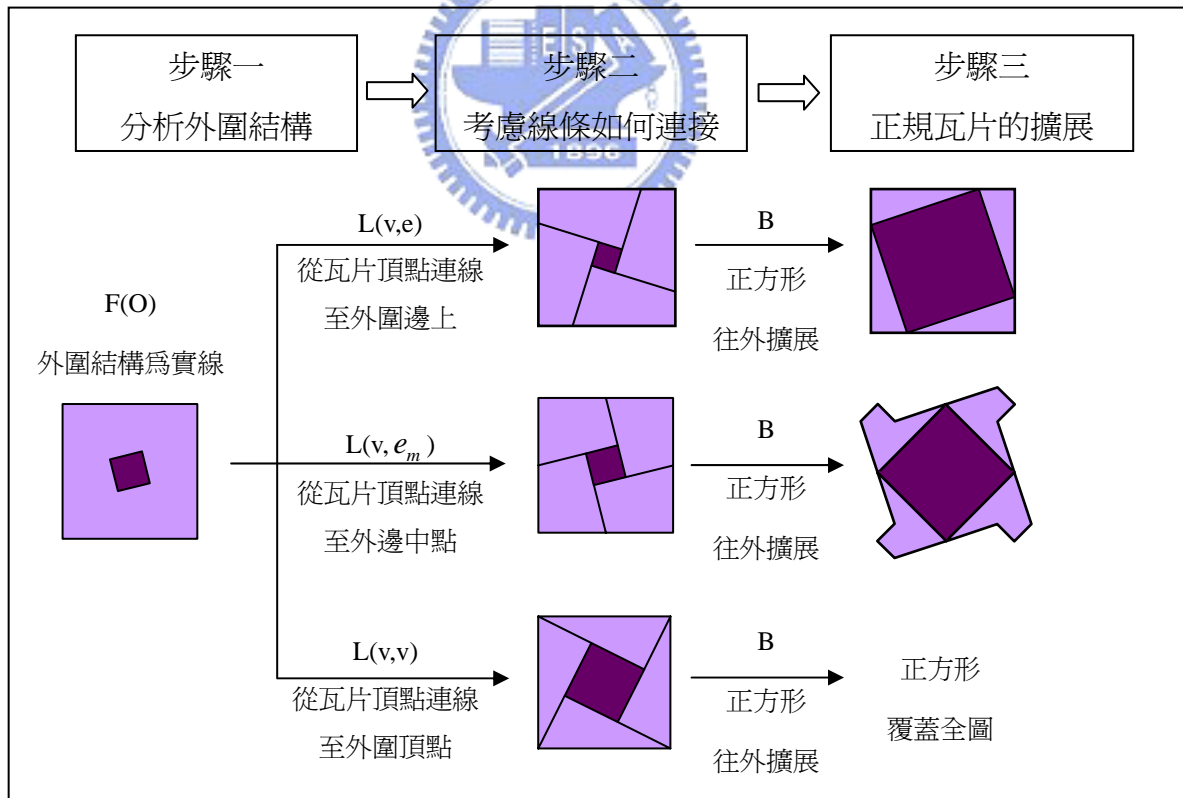 步驟一
分析外圍結構
步驟二
考慮線條如何連接
步驟三
正規瓦片的擴展
ESA
1896
F(O)
外圍結構為實線
L(v,e)
從瓦片頂點連線
至外圍邊上
B
正方形
往外擴展
L(v, e_m)
從瓦片頂點連線
至外邊中點
B
正方形
往外擴展
L(v,v)
從瓦片頂點連線
至外圍頂點
B
正方形
往外擴展
正方形
覆蓋全圖